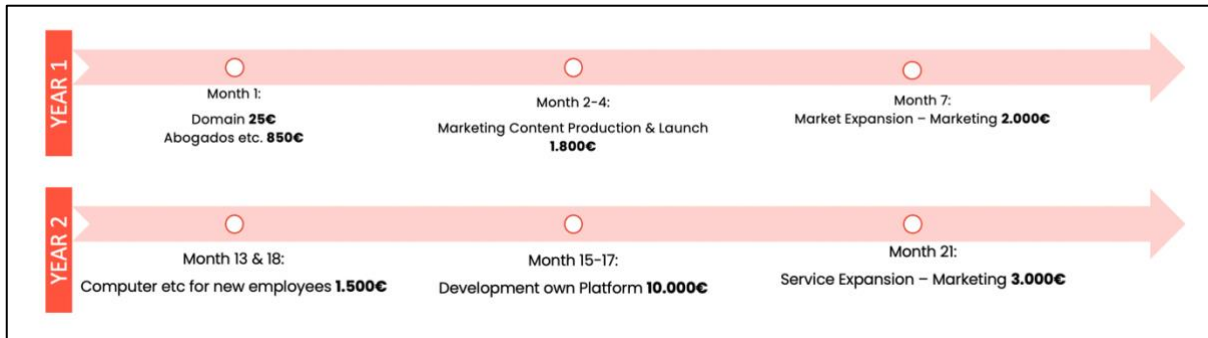 YEAR 1
Month 1:
Domain 25€
Abogados etc. 850€
Month 2-4:
Marketing Content Production & Launch
1.800€
Month 7:
Market Expansion – Marketing 2.000€
YEAR 2
Month 13 & 18:
Computer etc for new employees 1.500€
Month 15-17:
Development own Platform 10.000€
Month 21:
Service Expansion – Marketing 3.000€